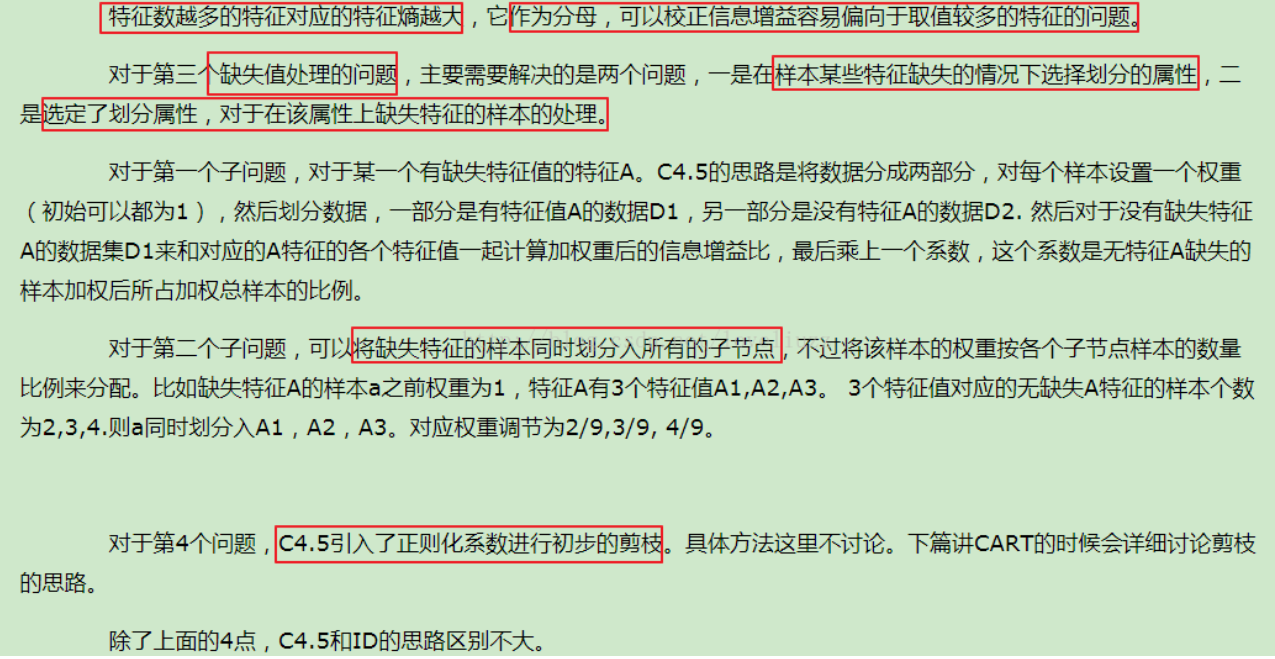 特征数越多的特征对应的特征熵越大，它作为分母，可以校正信息增益容易偏向于取值较多的特征的问题。
对于第三个缺失值处理的问题，主要需要解决的是两个问题，一是在样本某些特征缺失的情况下选择划分的属性，二
是选定了划分属性，对于在该属性上缺失特征的样本的处理。
对于第一个子问题，对于某一个有缺失特征值的特征A。C4.5的思路是将数据分成两部分，对每个样本设置一个权重
（初始可以都为1），然后划分数据，一部分是有特征值A的数据D1，另一部分是没有特征A的数据D2. 然后对于没有缺失特征
A的数据集D1来和对应的A特征的各个特征值一起计算加权重后的信息增益比，最后乘上一个系数，这个系数是无特征A缺失的
样本加权后所占加权总样本的比例。
对于第二个子问题，可以将缺失特征的样本同时划分入所有的子节点，不过将该样本的权重按各个子节点样本的数量
比例来分配。比如缺失特征A的样本a之前权重为1，特征A有3个特征值A1,A2,A3。 3个特征值对应的无缺失A特征的样本个数
为2,3,4.则a同时划分入A1，A2，A3。对应权重调节为2/9,3/9, 4/9。
对于第4个问题，C4.5引入了正则化系数进行初步的剪枝。具体方法这里不讨论。下篇讲CART的时候会详细讨论剪枝
的思路。
除了上面的4点，C4.5和ID的思路区别不大。